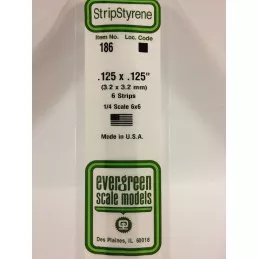 StripStyrene
Item No. Loc. Code
186
.125 x .125"
(3.2 x 3.2 mm)
6 Strips
1/4 Scale 6x6
Made in U.S.A.
evergreen
scale models
Des Plaines, IL 60018